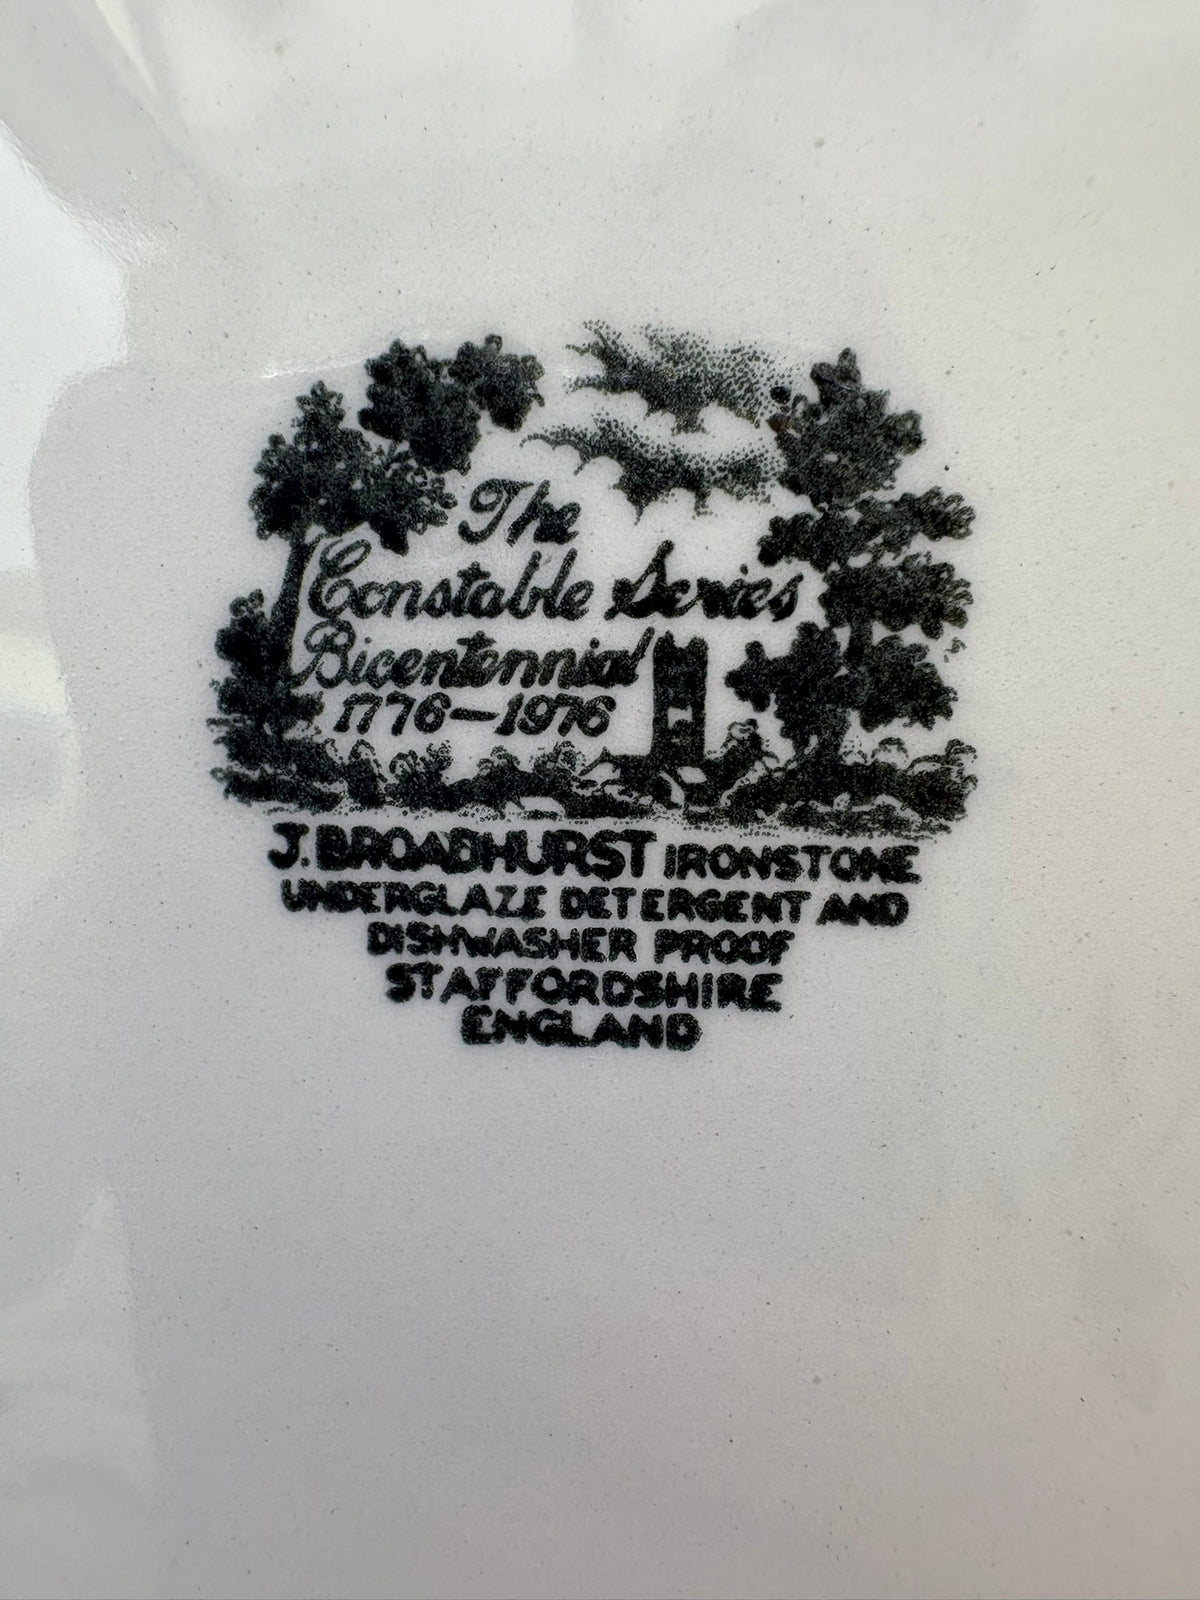 The
Constable Series
Bicentennial
1776-1976
J. BROADHURST IRONSTONE
UNDERGLAZE DETERGENT AND
DISHWASHER PROOF
STAFFORDSHIRE
ENGLAND